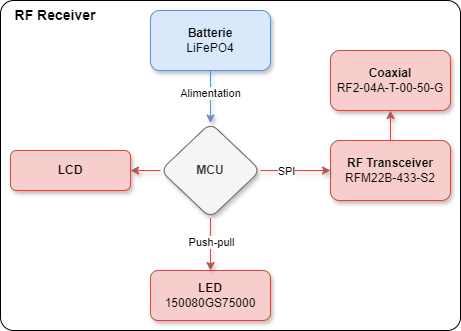 RF Receiver
Batterie
LiFePO4
Alimentation
Coaxial
RF2-04A-T-00-50-G
LCD
MCU
SPI
RF Transceiver
RFM22B-433-S2
Push-pull
LED
150080GS75000